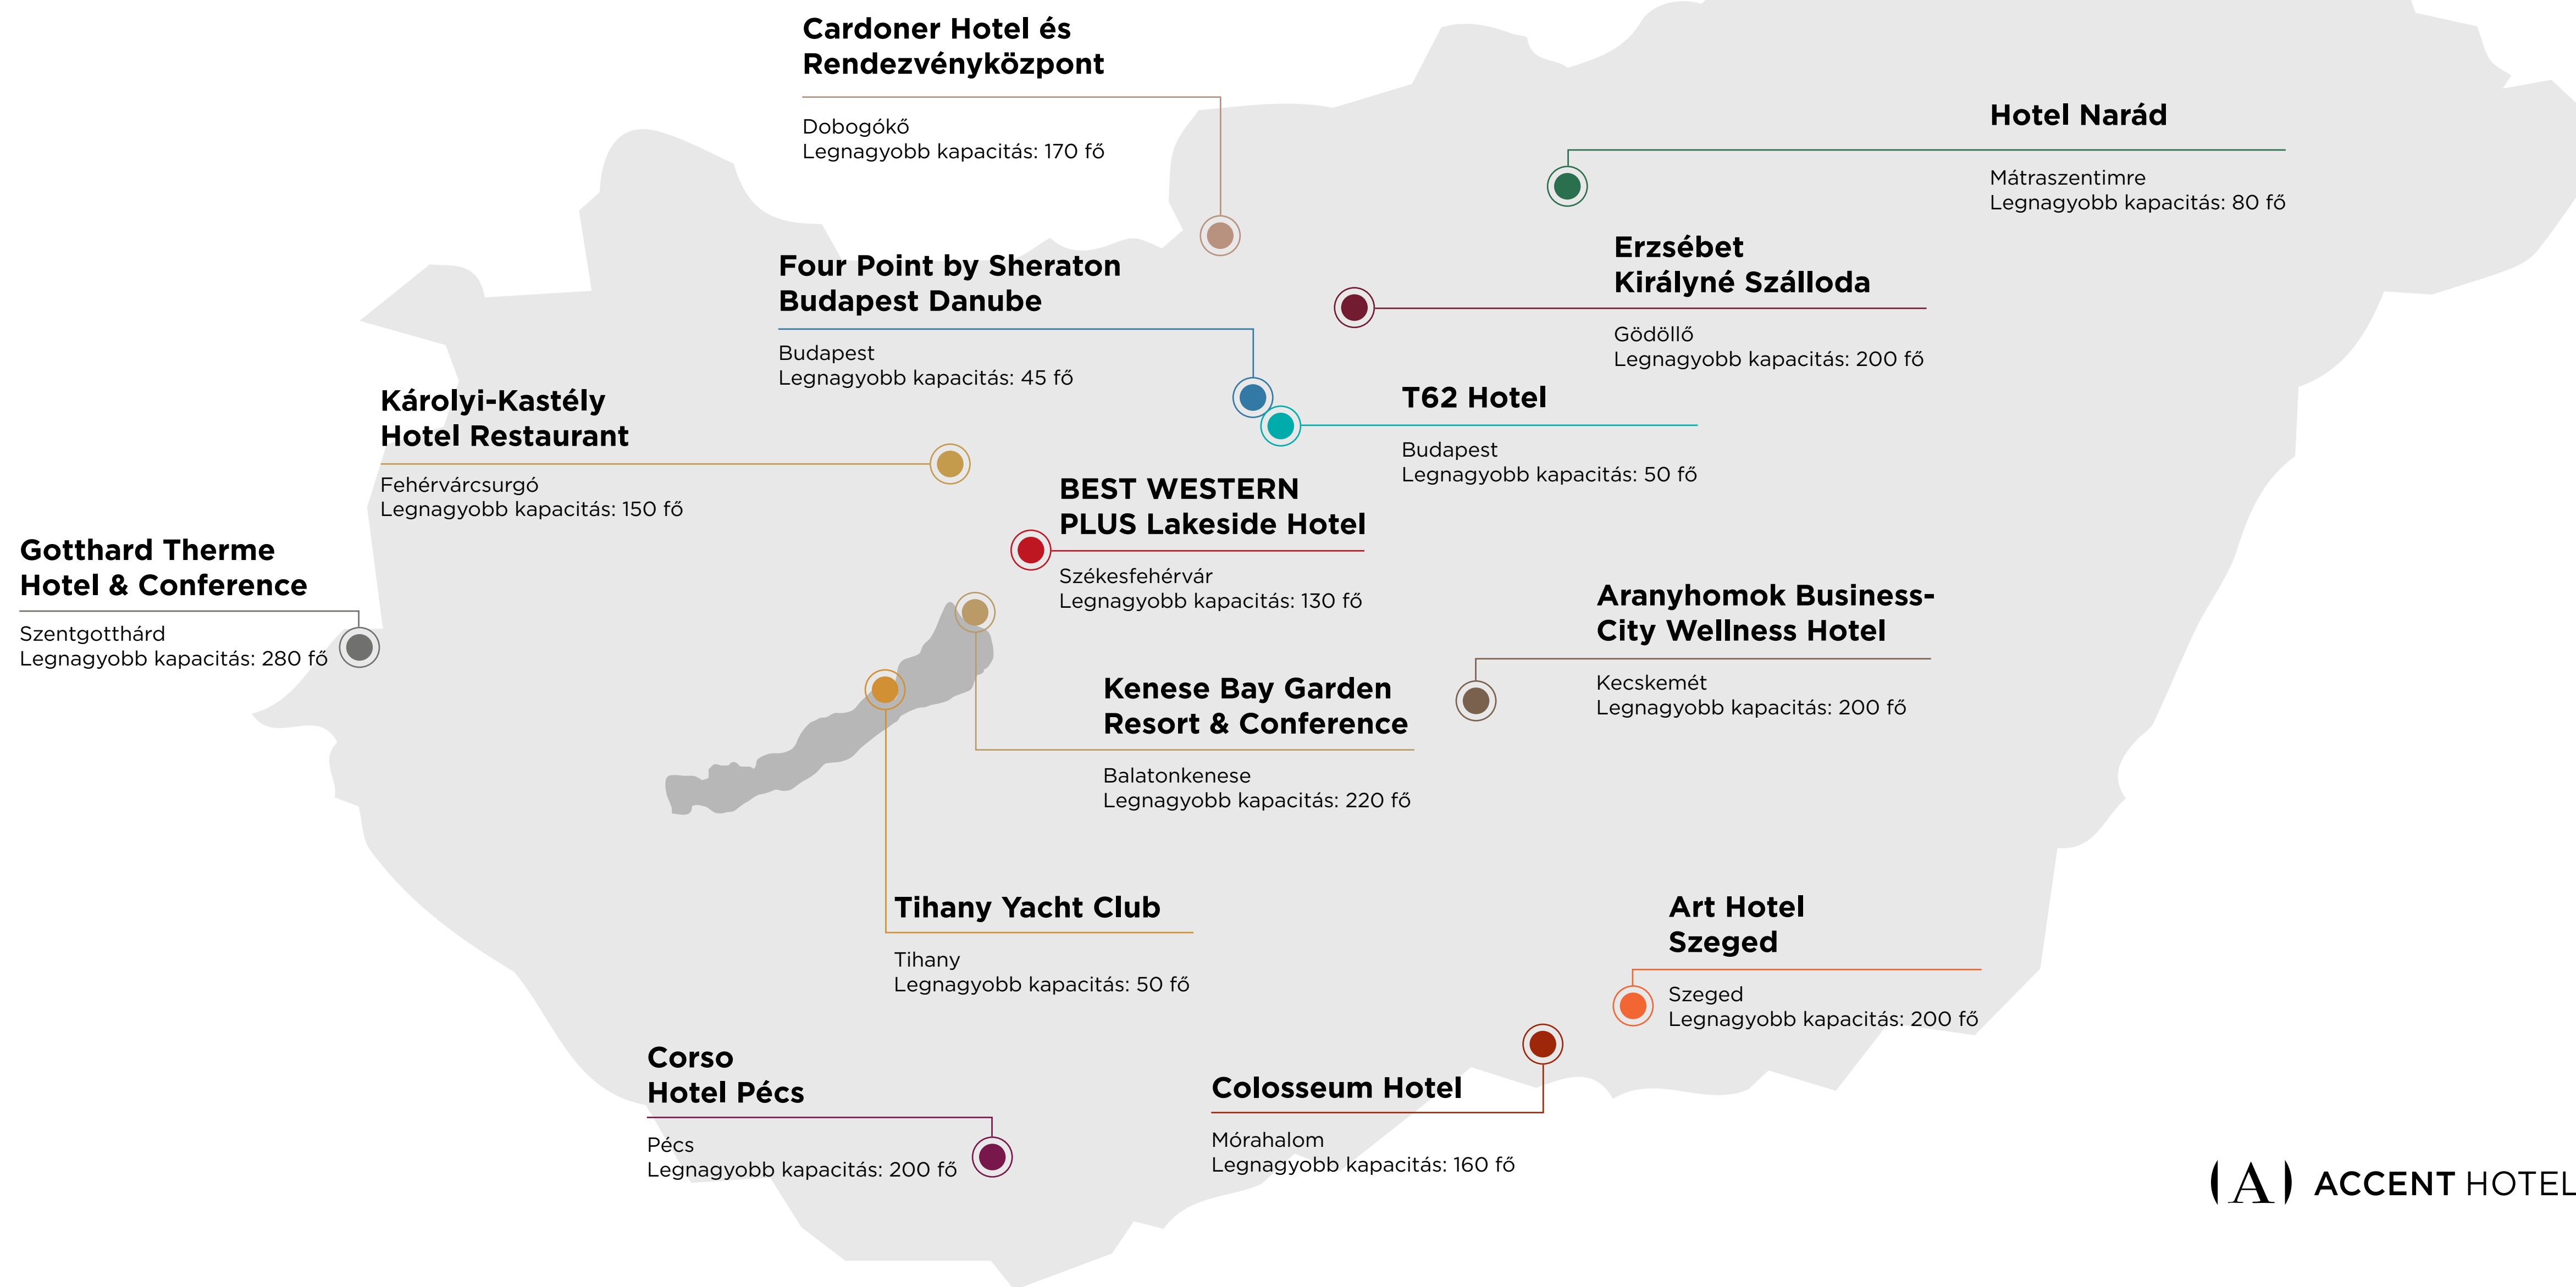 Cardoner Hotel és
Rendezvényközpont
Dobogókő
Legnagyobb kapacitás: 170 fő
Hotel Narád
Mátraszentimre
Legnagyobb kapacitás: 80 fő
Four Point by Sheraton
Budapest Danube
Budapest
Legnagyobb kapacitás: 45 fő
Erzsébet
Királyné Szálloda
Gödöllő
Legnagyobb kapacitás: 200 fő
Károlyi-Kastély
Hotel Restaurant
Fehérvárcsurgó
Legnagyobb kapacitás: 150 fő
T62 Hotel
Budapest
Legnagyobb kapacitás: 50 fő
BEST WESTERN
PLUS Lakeside Hotel
Székesfehérvár
Legnagyobb kapacitás: 130 fő
Gotthard Therme
Hotel & Conference
Szentgotthárd
Legnagyobb kapacitás: 280 fő
Aranyhomok Business-
City Wellness Hotel
Kecskemét
Legnagyobb kapacitás: 200 fő
Kenese Bay Garden
Resort & Conference
Balatonkenese
Legnagyobb kapacitás: 220 fő
Tihany Yacht Club
Tihany
Legnagyobb kapacitás: 50 fő
Art Hotel
Szeged
Szeged
Legnagyobb kapacitás: 200 fő
Corso
Hotel Pécs
Pécs
Legnagyobb kapacitás: 200 fő
Colosseum Hotel
Mórahalom
Legnagyobb kapacitás: 160 fő
(A) ACCENT HOTEL